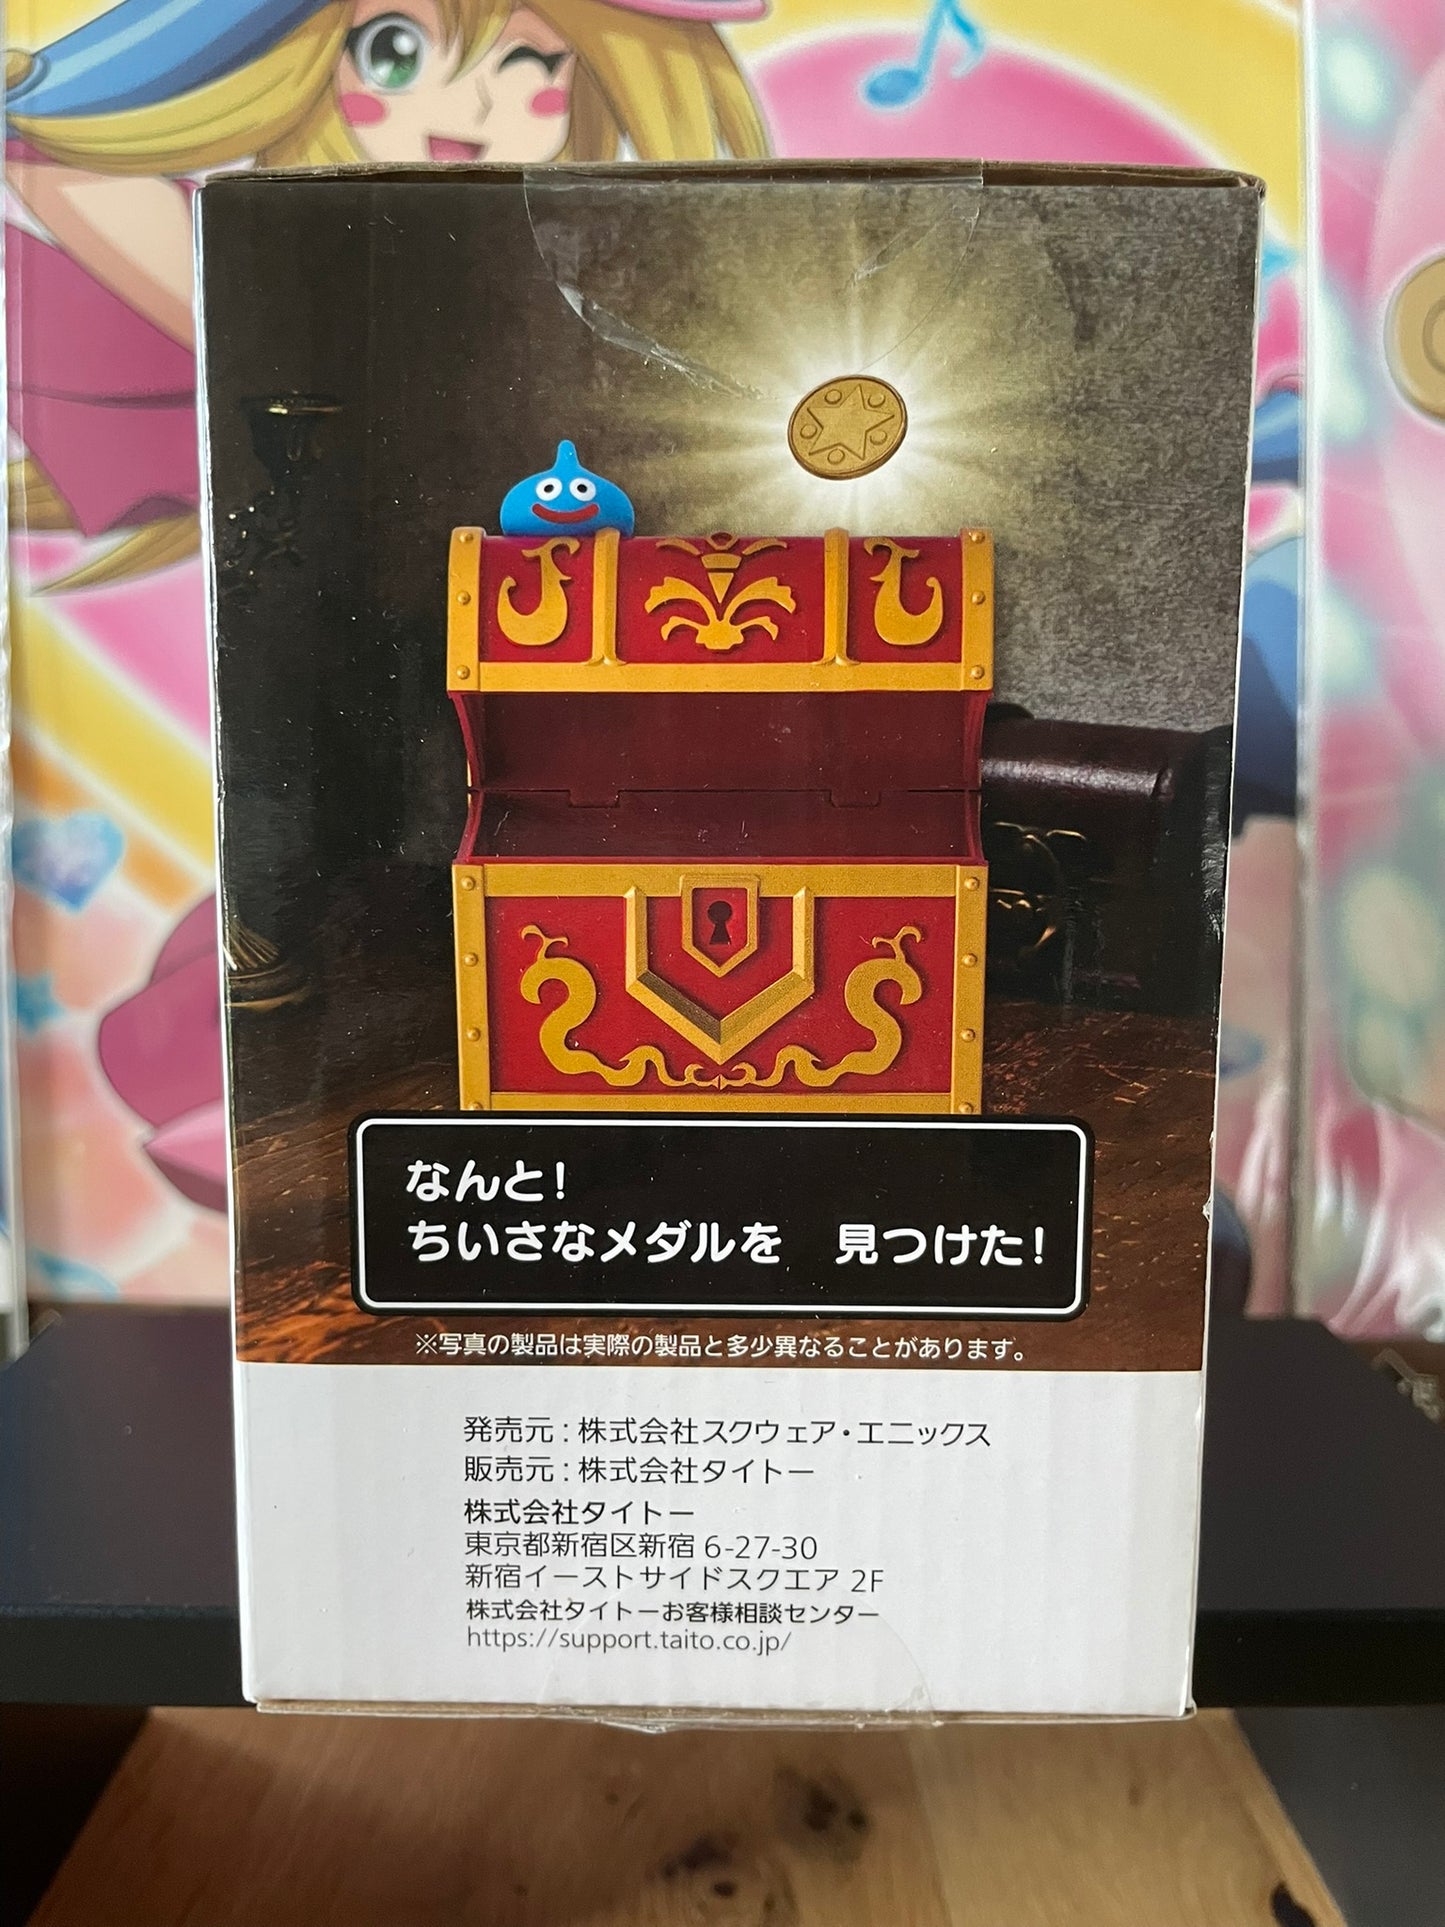 なんと!
ちいさなメダルを　見つけた!
※写真の製品は実際の製品と多少異なることがあります。
発売元：株式会社スクウェア・エニックス
販売元：株式会社タイトー
株式会社タイトー
東京都新宿区新宿 6-27-30
新宿イーストサイドスクエア 2F
株式会社タイトーお客様相談センター
https://support.taito.co.jp/